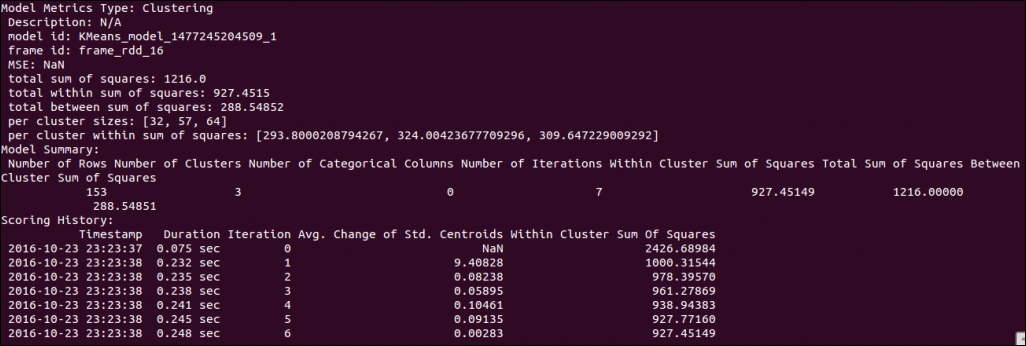 Model Metrics Type: Clustering
Description: N/A
model id: KMeans_model_1477245204509_1
frame id: frame_rdd_16
MSE: NaN
total sum of squares: 1216.0
total within sum of squares: 927.4515
total between sum of squares: 288.54852
per cluster sizes: [32, 57, 64]
per cluster within sum of squares: [293.8000208794267, 324.00423677709296, 309.647229009292]
Model Summary:
Number of Rows Number of Clusters Number of Categorical Columns Number of Iterations Within Cluster Sum of Squares Total Sum of Squares Between
Cluster Sum of Squares
153 3 0 7 927.45149 1216.00000
288.54851
Scoring History:
Timestamp Duration Iteration Avg. Change of Std. Centroids Within Cluster Sum Of Squares
2016-10-23 23:23:37 0.075 sec 0 NaN 2426.68984
2016-10-23 23:23:38 0.232 sec 1 9.40828 1000.31544
2016-10-23 23:23:38 0.235 sec 2 0.08238 978.39570
2016-10-23 23:23:38 0.238 sec 3 0.05895 961.27869
2016-10-23 23:23:38 0.241 sec 4 0.10461 938.94383
2016-10-23 23:23:38 0.245 sec 5 0.09135 927.77160
2016-10-23 23:23:38 0.248 sec 6 0.00283 927.45149